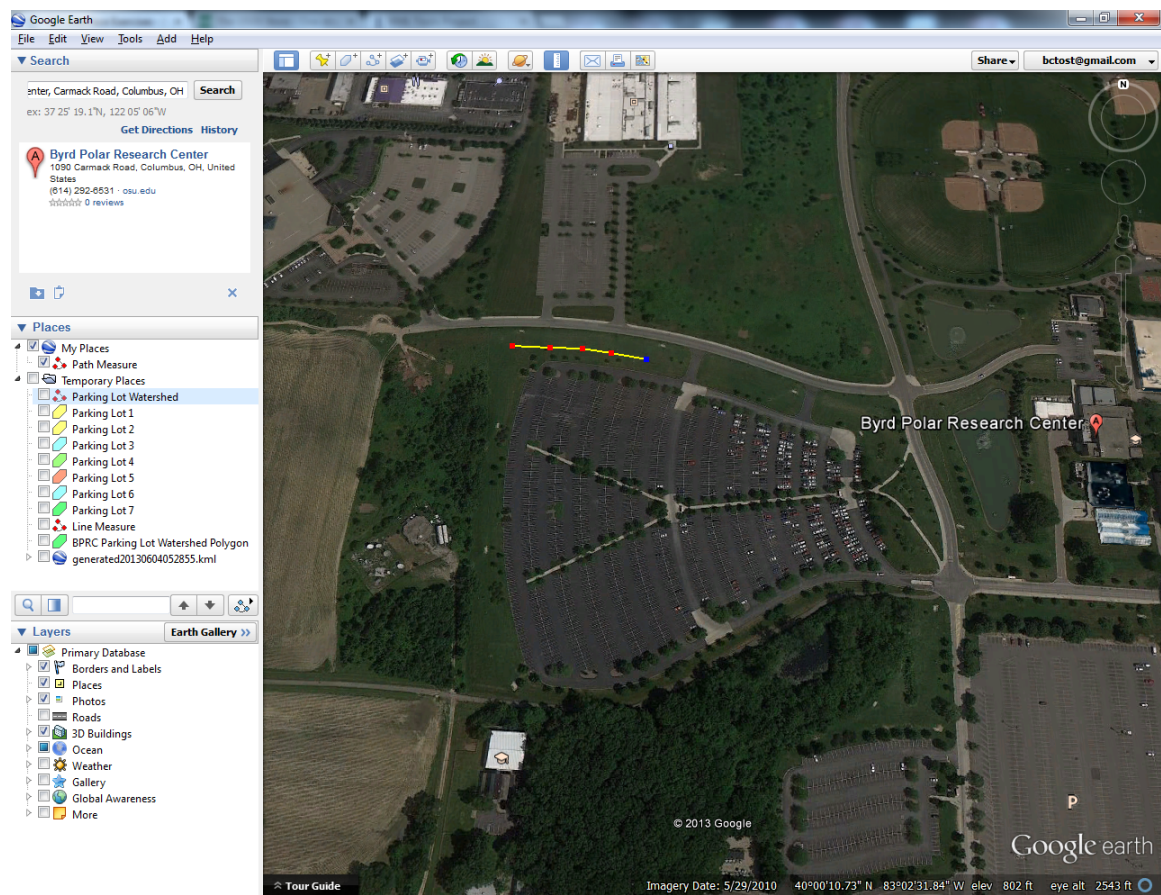 Google Earth
File Edit View Tools Add Help
Search
enter, Carmack Road, Columbus, OH
Search
ex: 37 25' 19.1"N, 122 05' 06"W
Get Directions History
A
Byrd Polar Research Center
1090 Carmack Road, Columbus, OH, United
States
(614) 292-6531 · osu.edu
0 reviews
Places
My Places
Path Measure
Temporary Places
Parking Lot Watershed
Parking Lot 1
Parking Lot 2
Parking Lot 3
Parking Lot 4
Parking Lot 5
Parking Lot 6
Parking Lot 7
Line Measure
BPRC Parking Lot Watershed Polygon
generated20130604052855.kml
Layers
Earth Gallery >>
Primary Database
Borders and Labels
Places
Photos
Roads
3D Buildings
Ocean
Weather
Gallery
Global Awareness
More
Share
bctost@gmail.com
N
Byrd Polar Research Center
A
P
© 2013 Google
Google earth
Tour Guide
Imagery Date: 5/29/2010 40°00'10.73" N 83°02'31.84" W elev 802 ft eye alt 2543 ft